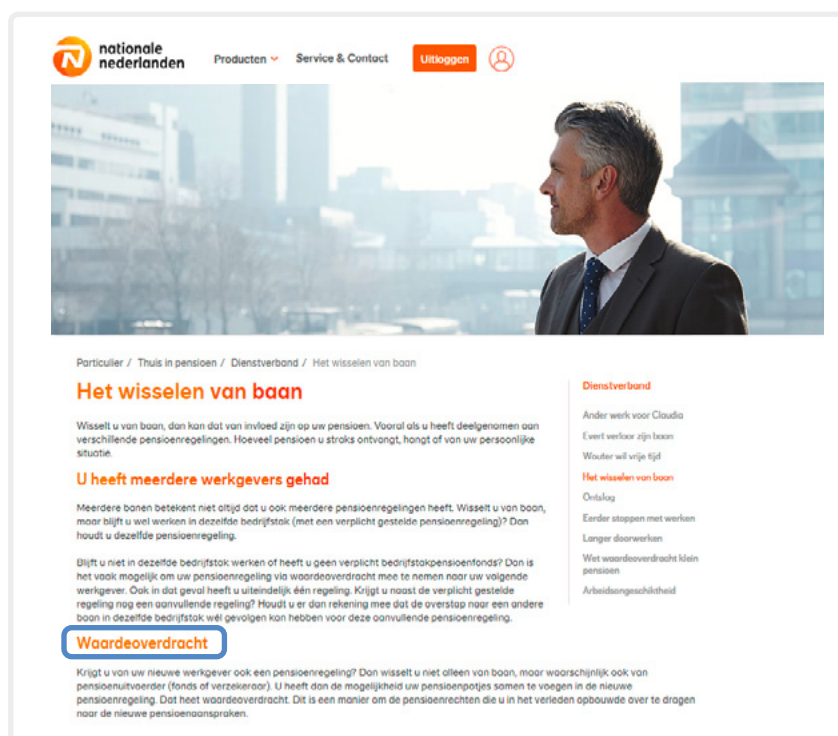 nationale
nederlanden
Producten
Service & Contact
Uitloggen
Particulier / Thuis in pensioen / Dienstverband / Het wisselen van baan
Het wisselen van baan
Wisselt u van baan, dan kan dat van invloed zijn op uw pensioen. Vooral als u heeft deelgenomen aan
verschillende pensioenregelingen. Hoeveel pensioen u straks ontvangt, hangt af van uw persoonlijke
situatie.
U heeft meerdere werkgevers gehad
Meerdere banen betekent niet altijd dat u ook meerdere pensioenregelingen heeft. Wisselt u van baan,
maar blijft u wel werken in dezelfde bedrijfstak (met een verplicht gestelde pensioenregeling)? Dan
houdt u dezelfde pensioenregeling.
Blijft u niet in dezelfde bedrijfstak werken of heeft u geen verplicht bedrijfstakpensioenfonds? Dan is
het vaak mogelijk om uw pensioenregeling via waardeoverdracht mee te nemen naar uw volgende
werkgever. Ook in dat geval heeft u uiteindelijk één regeling. Krijgt u naast de verplicht gestelde
regeling nog een aanvullende regeling? Houdt u er dan rekening mee dat de overstap naar een andere
baan in dezelfde bedrijfstak wél gevolgen kan hebben voor deze aanvullende pensioenregeling.
Waardeoverdracht
Krijgt u van uw nieuwe werkgever ook een pensioenregeling? Dan wisselt u niet alleen van baan, maar waarschijnlijk ook van
pensioenuitvoerder (fonds of verzekeraar). U heeft dan de mogelijkheid uw pensioenpotjes samen te voegen in de nieuwe
pensioenregeling. Dat heet waardeoverdracht. Dit is een manier om de pensioenrechten die u in het verleden opbouwde over te dragen
naar de nieuwe pensioenaanspraken.
Dienstverband
Ander werk voor Claudia
Evert verloor zijn baan
Wouter wil vrije tijd
Het wisselen van baan
Ontslag
Eerder stoppen met werken
Langer doorwerken
Wet waardeoverdracht klein
pensioen
Arbeidsongeschiktheid